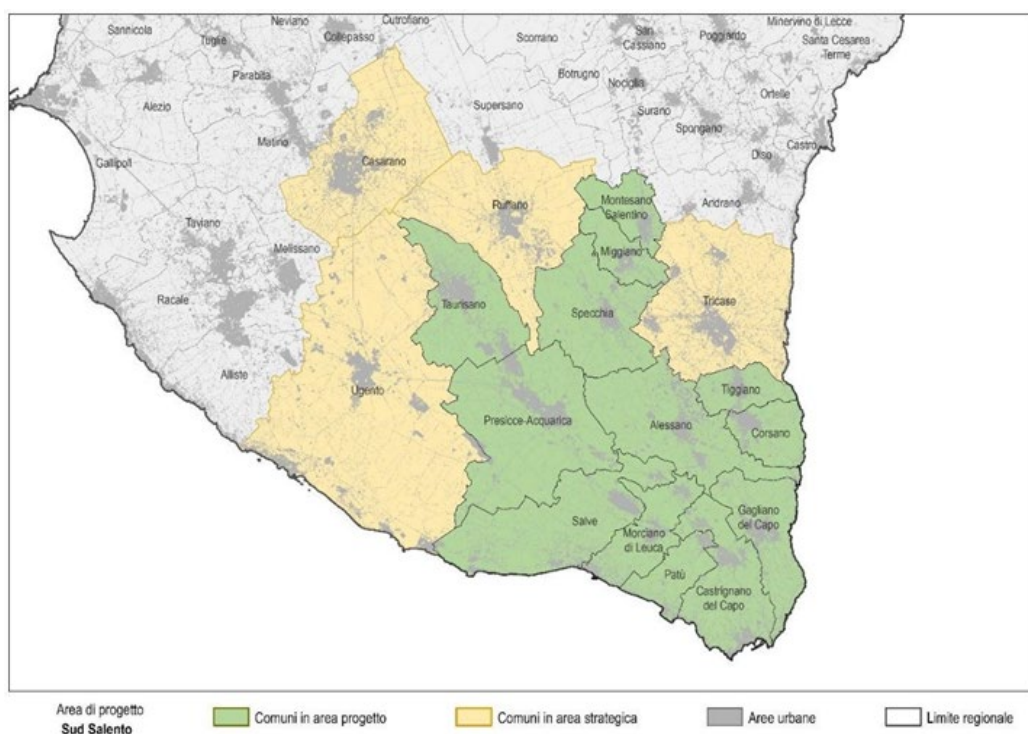 Sannicola
Neviano
Cutrofiano
Tuglie
Collepasso
Scorrano
San
Cassiano
Poggiardo
Minervino di Lecce
Santa Cesarea
Terme
Parabita
Botrugno
Nociglia
Ortelle
Alezio
Supersano
Surano
Spongano
Castro
Matino
Diso
Gallipoli
Casarano
Andrano
Ruffano
Montesano
Salentino
Taviano
Melissano
Miggiano
Racale
Taurisano
Specchia
Tricase
Alliste
Ugento
Tiggiano
Presicce-Acquarica
Alessano
Corsano
Salve
Gagliano
del Capo
Morciano
di Leuca
Patù
Castrignano
del Capo
Area di progetto
Sud Salento
Comuni in area progetto
Comuni in area strategica
Aree urbane
Limite regionale